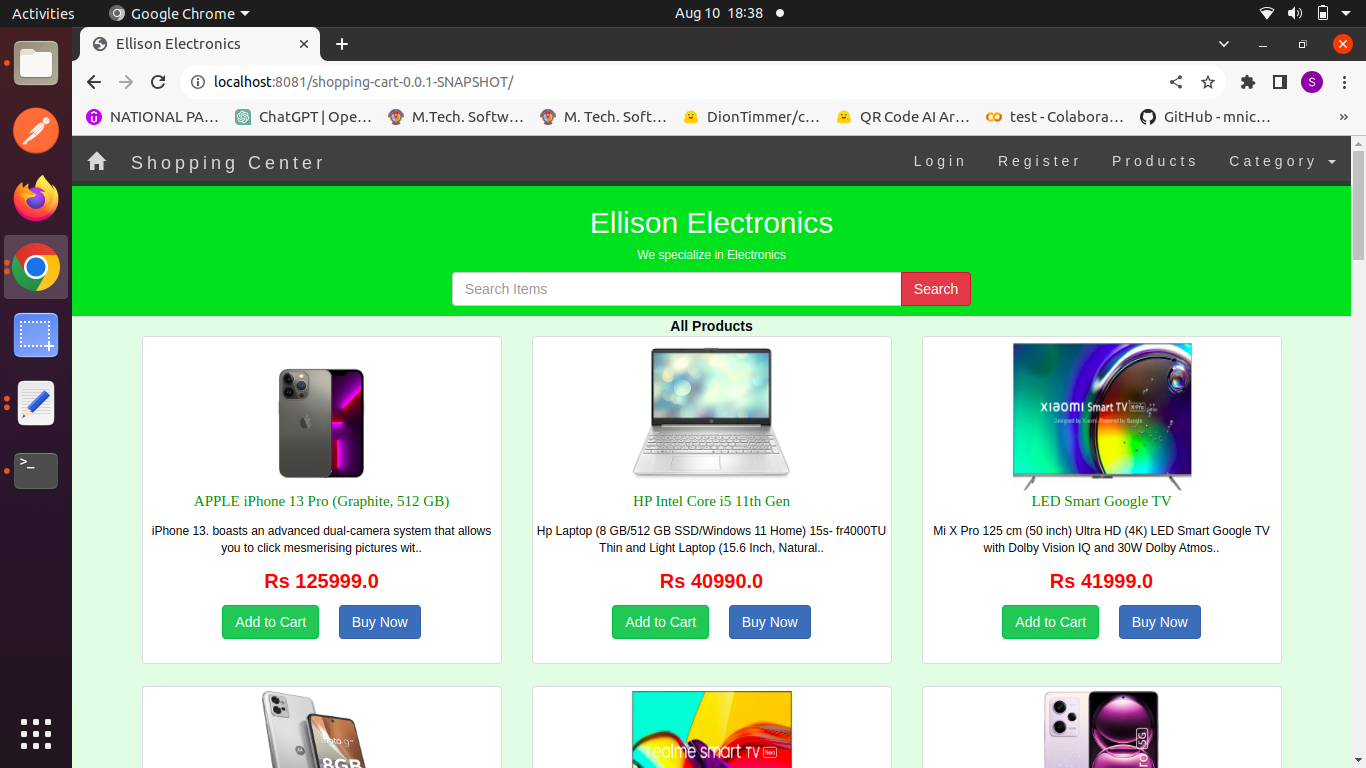 Activities
Google Chrome
Aug 10 18:38
Ellison Electronics
localhost:8081/shopping-cart-0.0.1-SNAPSHOT/
S
NATIONAL PA...
ChatGPT | Ope...
M.Tech. Softw...
M. Tech. Soft...
DionTimmer/c...
QR Code AI Ar...
test - Colabora...
GitHub - mnic...
»
Shopping Center
Login
Register
Products
Category
Ellison Electronics
We specialize in Electronics
Search Items
Search
All Products
XIAOMI Smart TV
APPLE iPhone 13 Pro (Graphite, 512 GB)
iPhone 13. boasts an advanced dual-camera system that allows
you to click mesmerising pictures wit..
Rs 125999.0
Add to Cart
Buy Now
HP Intel Core i5 11th Gen
Hp Laptop (8 GB/512 GB SSD/Windows 11 Home) 15s- fr4000TU
Thin and Light Laptop (15.6 Inch, Natural..
Rs 40990.0
Add to Cart
Buy Now
LED Smart Google TV
Mi X Pro 125 cm (50 inch) Ultra HD (4K) LED Smart Google TV
with Dolby Vision IQ and 30W Dolby Atmos..
Rs 41999.0
Add to Cart
Buy Now
8GB
realme smart TV
5G